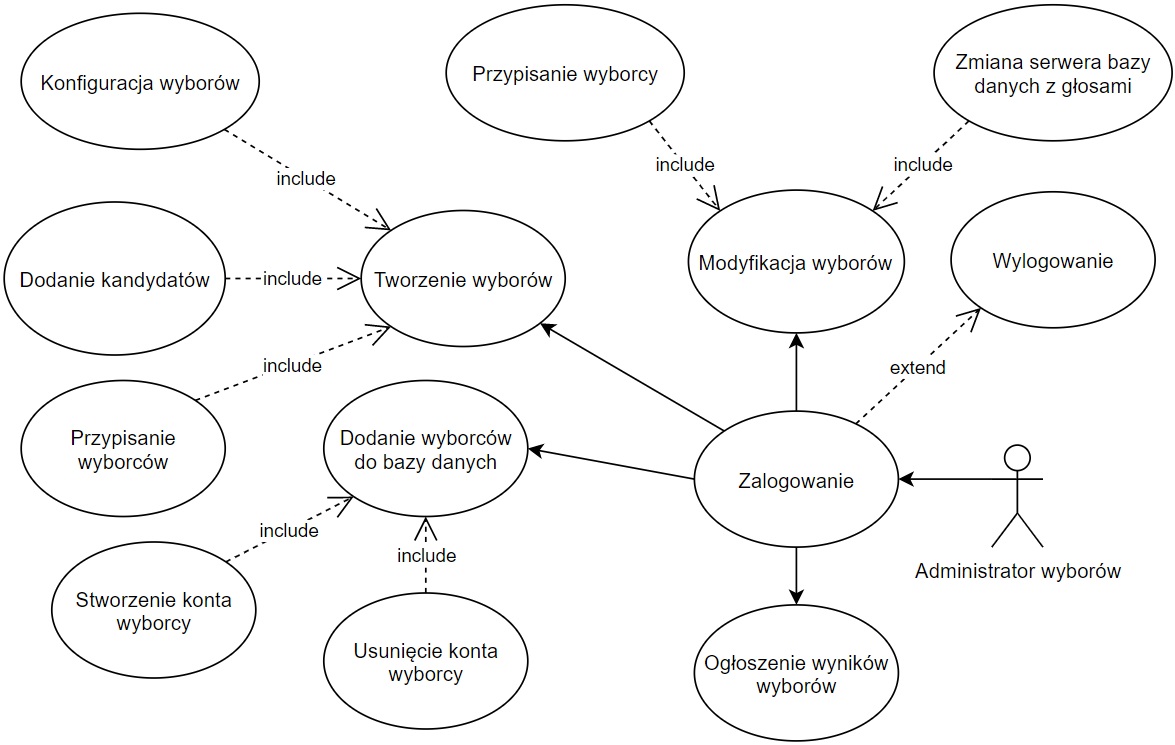 Konfiguracja wyborów
Przypisanie wyborcy
Zmiana serwera bazy
danych z głosami
include
include
include
Dodanie kandydatów
include
Tworzenie wyborów
Modyfikacja wyborów
Wylogowanie
include
extend
Przypisanie
wyborców
Dodanie wyborców
do bazy danych
Zalogowanie
include
include
Administrator wyborów
Stworzenie konta
wyborcy
Usunięcie konta
wyborcy
Ogłoszenie wyników
wyborów